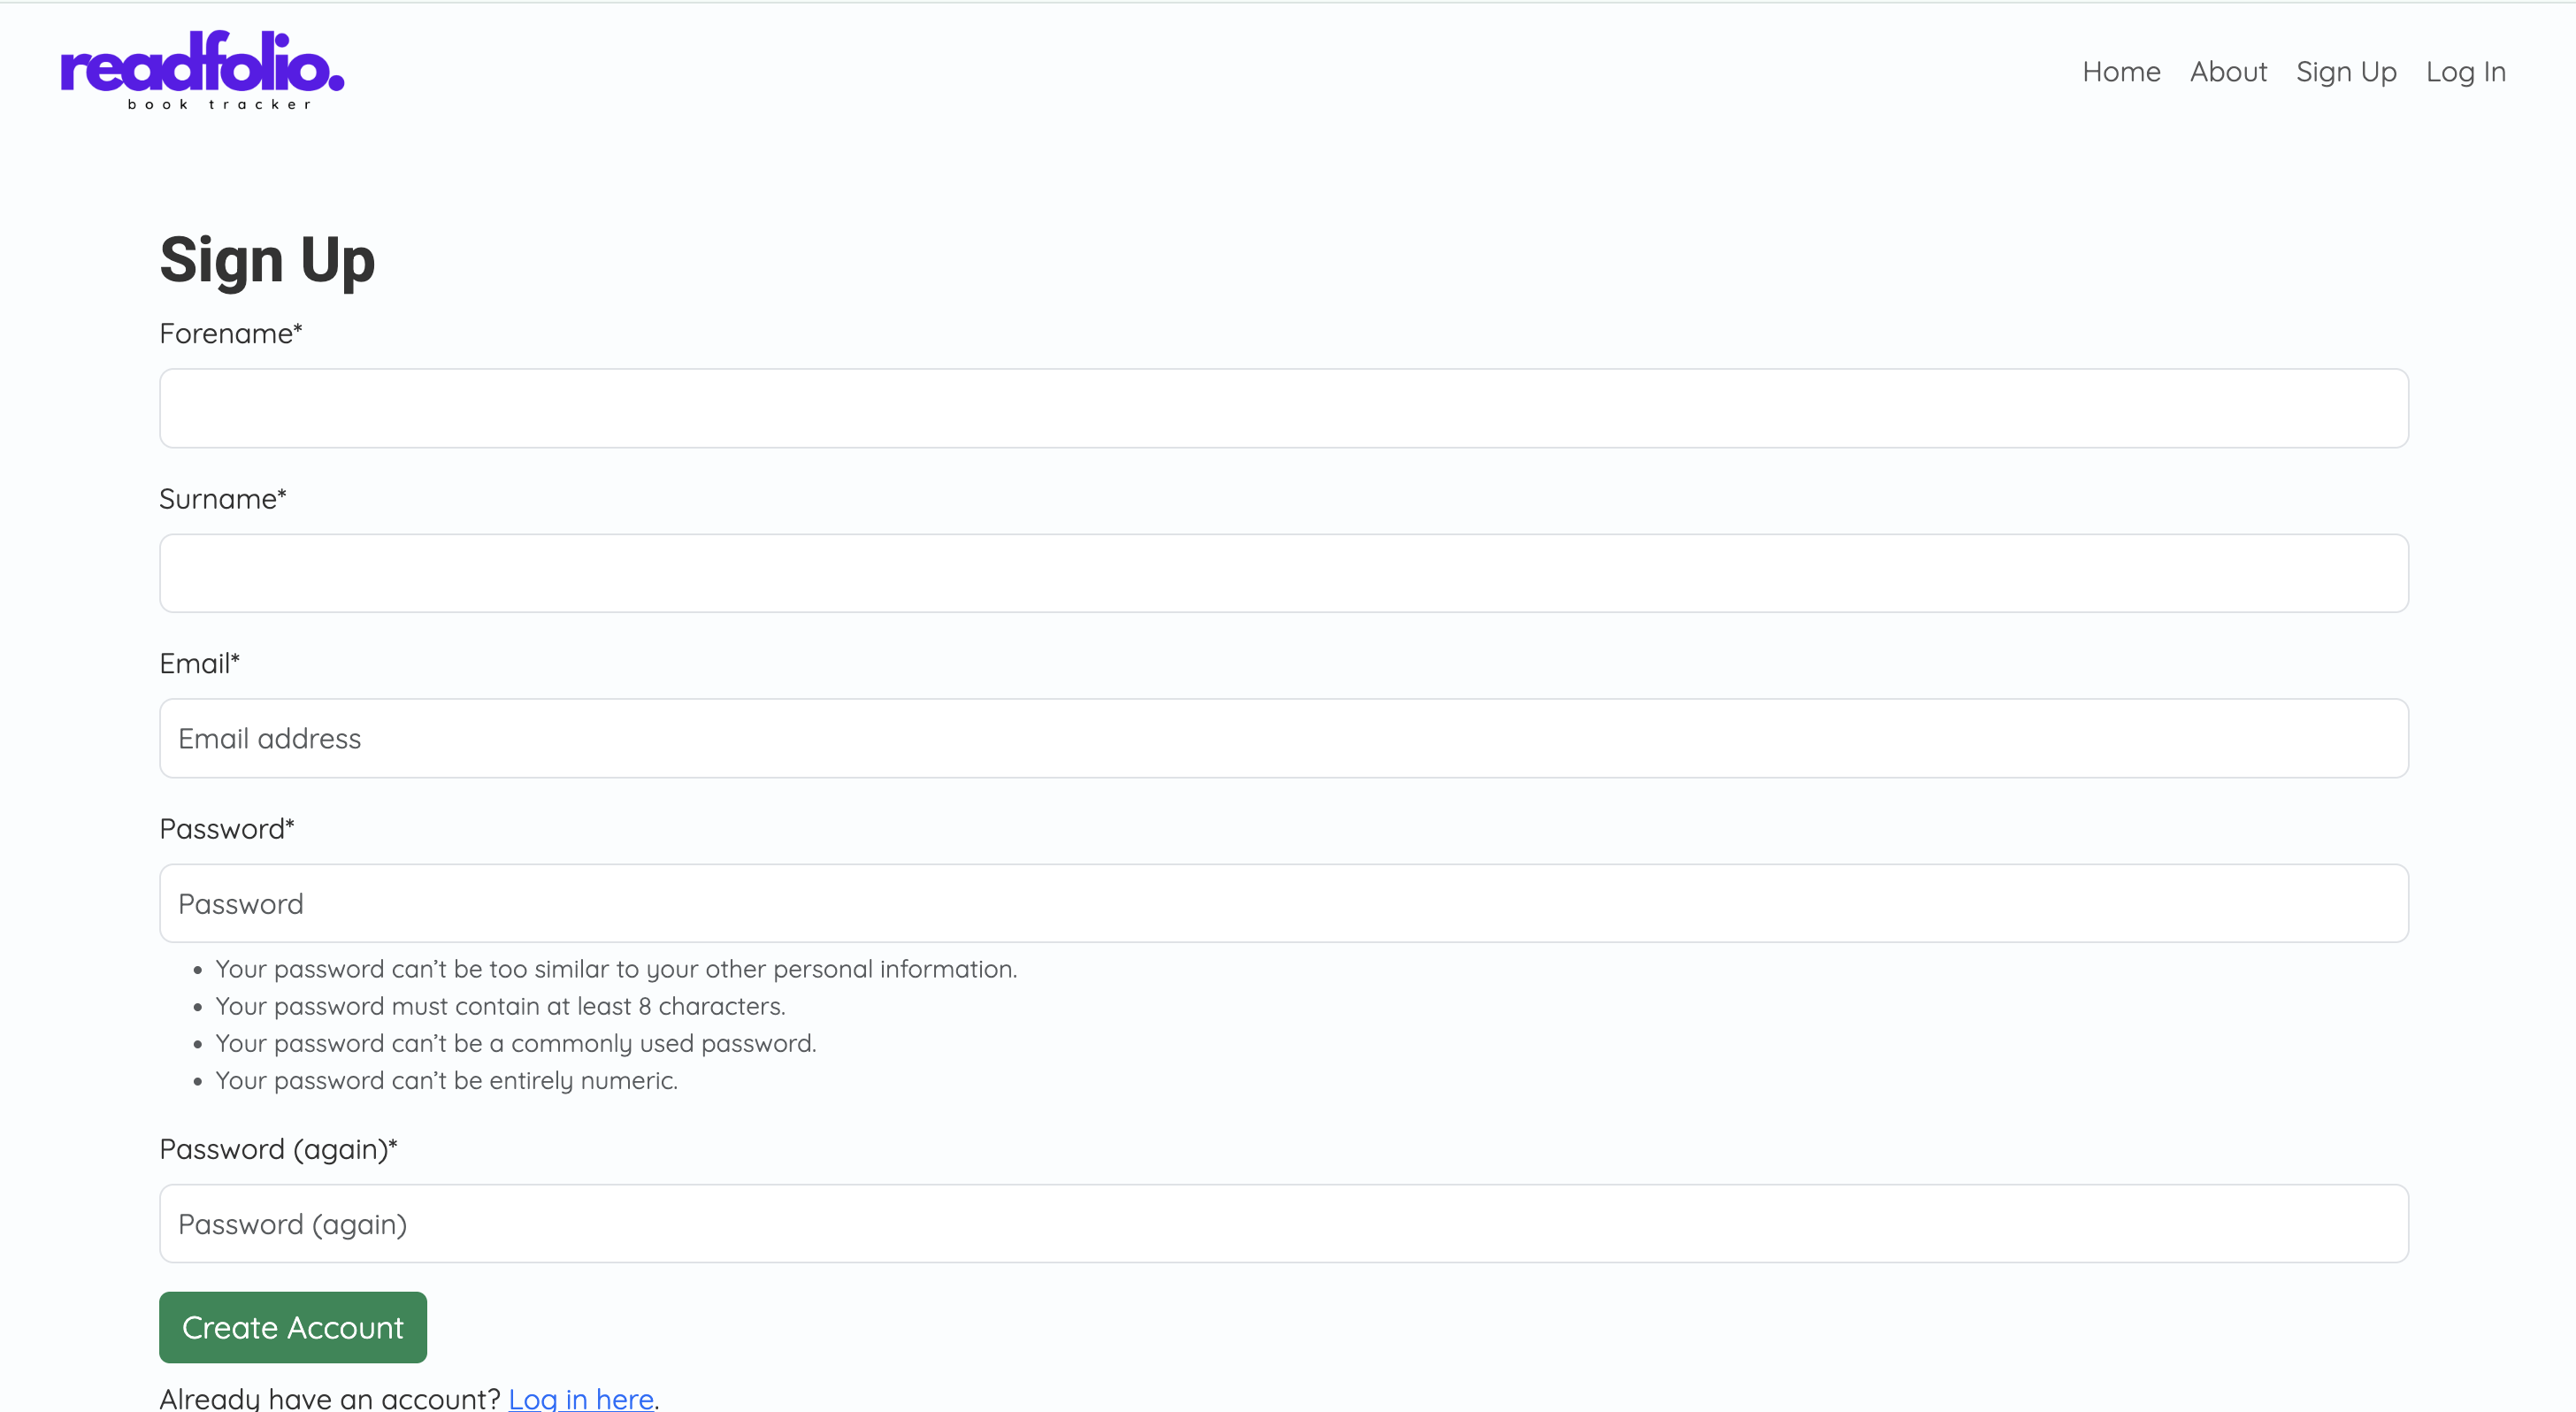 readfolio.
book tracker
Home About Sign Up Log In
Sign Up
Forename*
Surname*
Email*
Email address
Password*
Password
• Your password can’t be too similar to your other personal information.
• Your password must contain at least 8 characters.
• Your password can’t be a commonly used password.
• Your password can’t be entirely numeric.
Password (again)*
Password (again)
Create Account
Already have an account? Log in here.